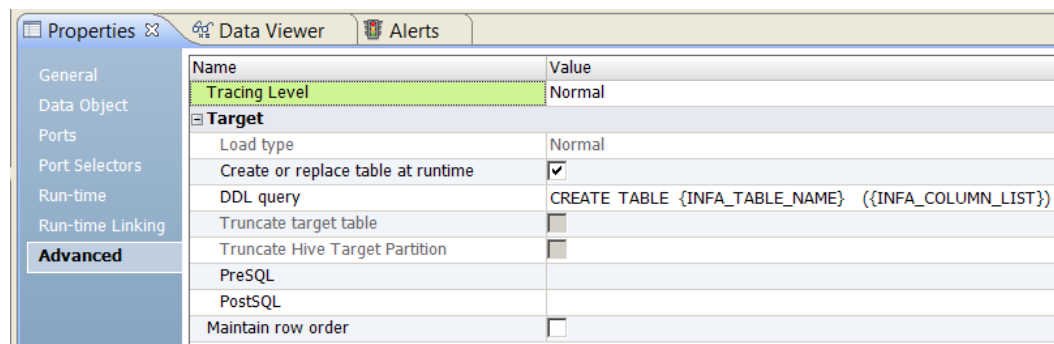 Properties Data Viewer Alerts
General
Data Object
Ports
Port Selectors
Run-time
Run-time Linking
Advanced
Name Value
Tracing Level Normal
Target
Load type Normal
Create or replace table at runtime
DDL query CREATE TABLE {INFA_TABLE_NAME} ({INFA_COLUMN_LIST})
Truncate target table
Truncate Hive Target Partition
PreSQL
PostSQL
Maintain row order